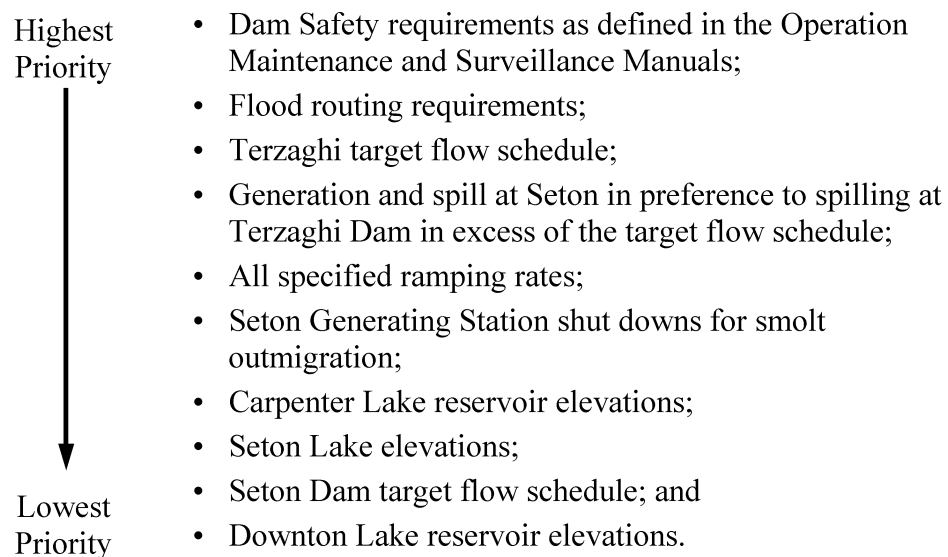 Highest
Priority
• Dam Safety requirements as defined in the Operation
Maintenance and Surveillance Manuals;
• Flood routing requirements;
• Terzaghi target flow schedule;
• Generation and spill at Seton in preference to spilling at
Terzaghi Dam in excess of the target flow schedule;
• All specified ramping rates;
• Seton Generating Station shut downs for smolt
outmigration;
• Carpenter Lake reservoir elevations;
• Seton Lake elevations;
• Seton Dam target flow schedule; and
• Downton Lake reservoir elevations.
Lowest
Priority